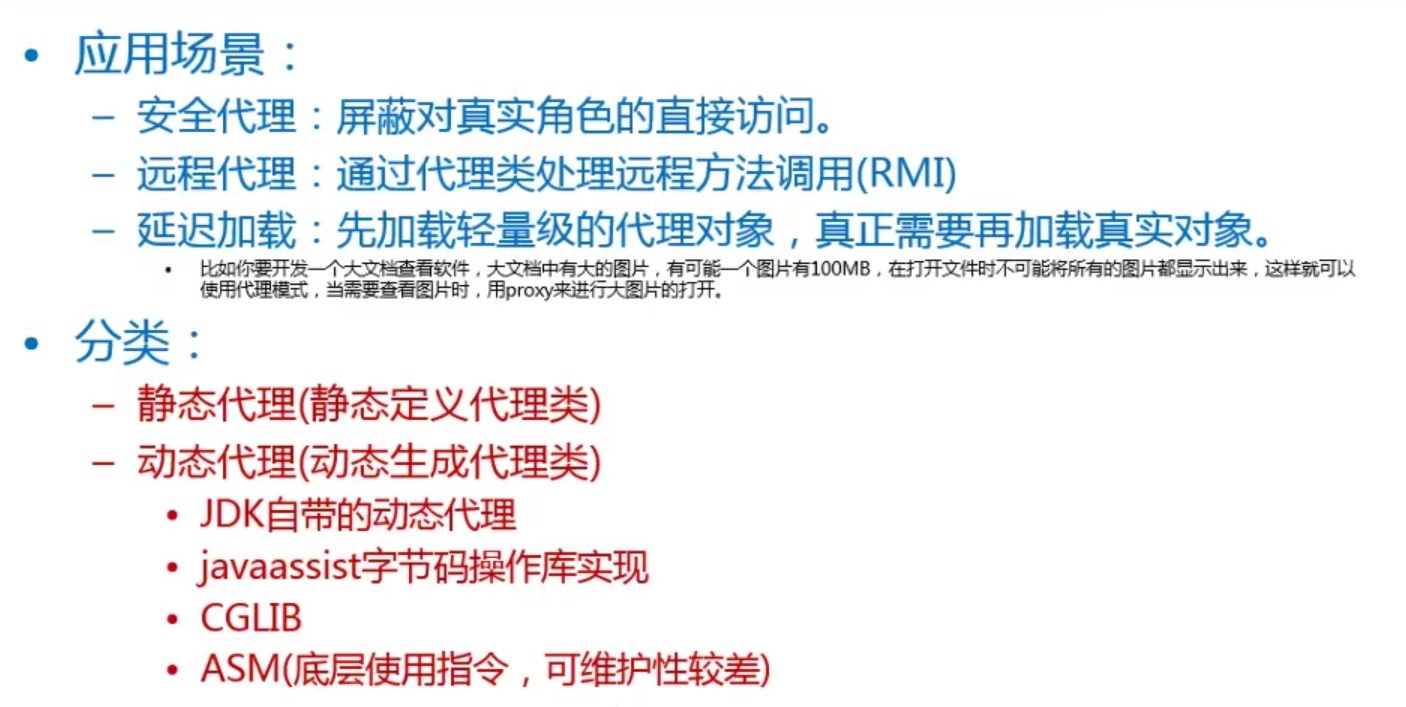 • 应用场景：
– 安全代理：屏蔽对真实角色的直接访问。
– 远程代理：通过代理类处理远程方法调用(RMI)
– 延迟加载：先加载轻量级的代理对象，真正需要再加载真实对象。
• 比如你要开发一个大文档查看软件，大文档中有大的图片，有可能一个图片有100MB，在打开文件时不可能将所有的图片都显示出来，这样就可以
使用代理模式，当需要查看图片时，用proxy来进行大图片的打开。
• 分类：
– 静态代理(静态定义代理类)
– 动态代理(动态生成代理类)
• JDK自带的动态代理
• javaassist字节码操作库实现
• CGLIB
• ASM(底层使用指令，可维护性较差)